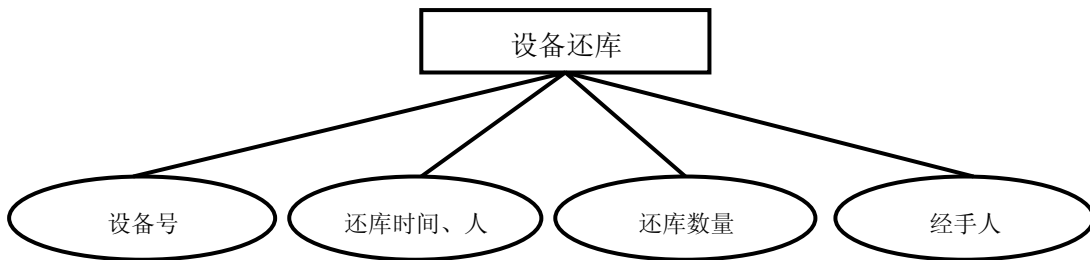 设备还库
设备号
还库时间、人
还库数量
经手人